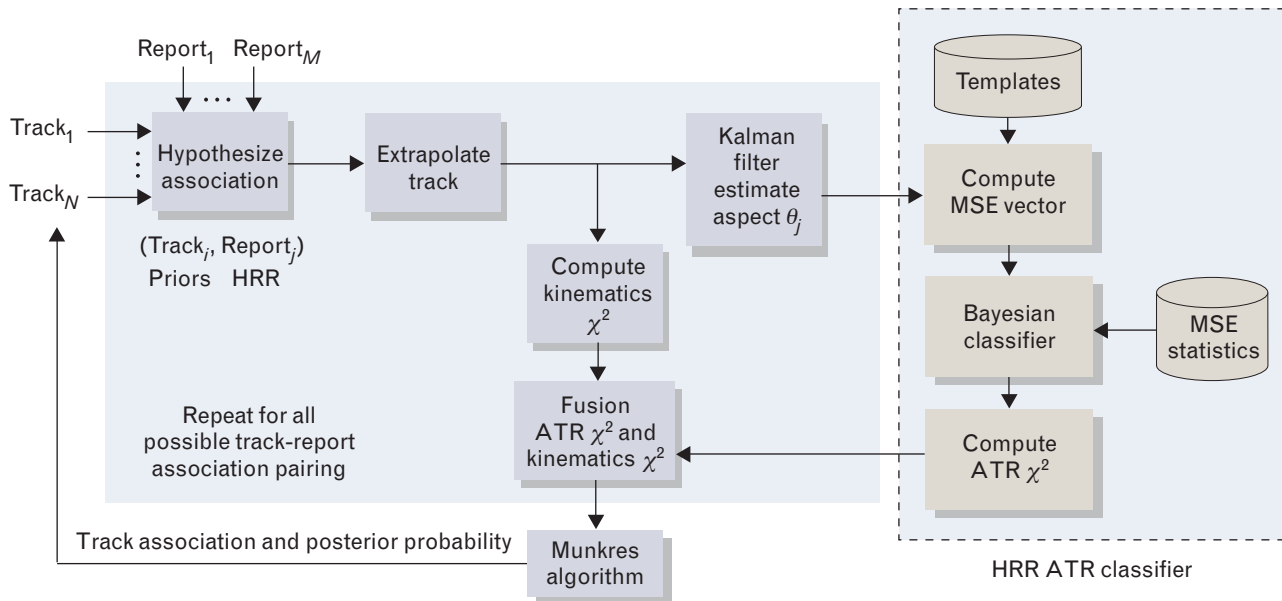 Report₁ Report_M
...
Track₁
Track_N
Hypothesize
association
(Trackᵢ, Reportⱼ)
Priors HRR
Extrapolate
track
Kalman
filter
estimate
aspect θⱼ
Compute
kinematics
χ²
Fusion
ATR χ² and
kinematics χ²
Repeat for all
possible track-report
association pairing
Munkres
algorithm
Track association and posterior probability
Templates
Compute
MSE vector
Bayesian
classifier
MSE
statistics
Compute
ATR χ²
HRR ATR classifier